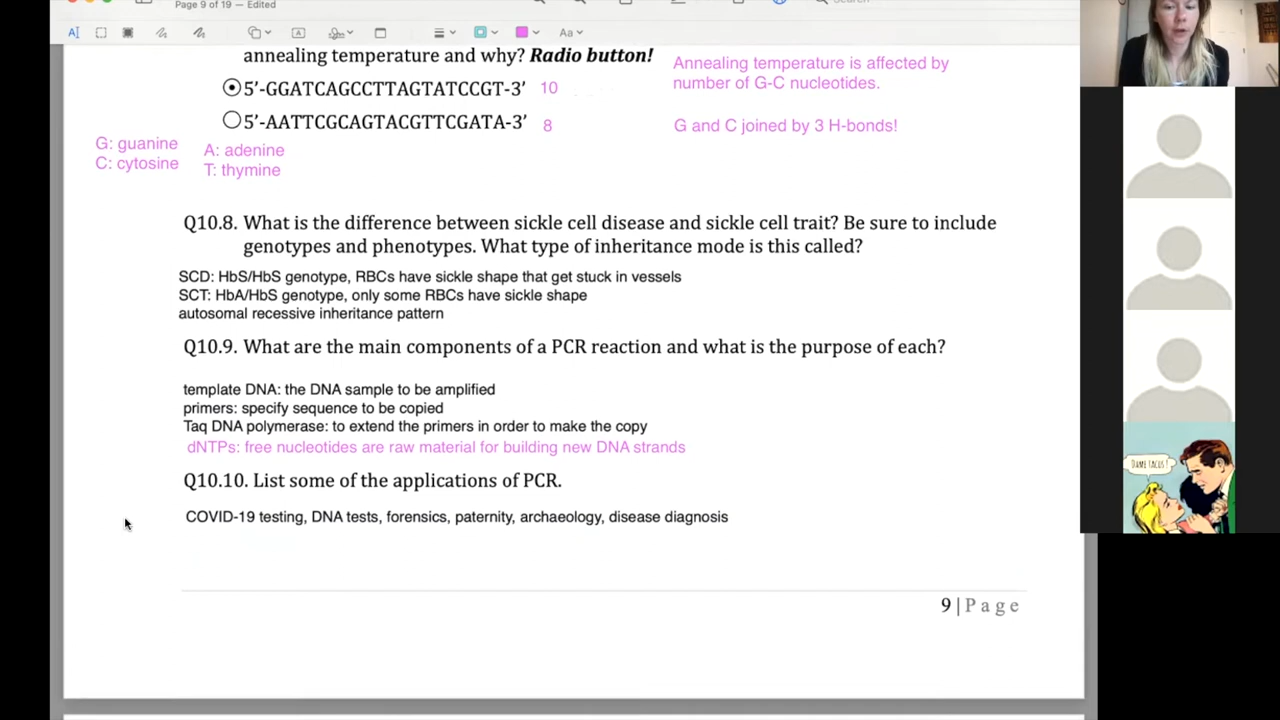 Page 9 of 19 — Edited
Search
annealing temperature and why? Radio button!
Annealing temperature is affected by
number of G-C nucleotides.
5’-GGATCAGCCTTAGTATCCGT-3’ 10
5’-AATTCGCAGTACGTTCGATA-3’ 8
G and C joined by 3 H-bonds!
G: guanine
C: cytosine
A: adenine
T: thymine
Q10.8. What is the difference between sickle cell disease and sickle cell trait? Be sure to include
genotypes and phenotypes. What type of inheritance mode is this called?
SCD: HbS/HbS genotype, RBCs have sickle shape that get stuck in vessels
SCT: HbA/HbS genotype, only some RBCs have sickle shape
autosomal recessive inheritance pattern
Q10.9. What are the main components of a PCR reaction and what is the purpose of each?
template DNA: the DNA sample to be amplified
primers: specify sequence to be copied
Taq DNA polymerase: to extend the primers in order to make the copy
dNTPs: free nucleotides are raw material for building new DNA strands
Q10.10. List some of the applications of PCR.
COVID-19 testing, DNA tests, forensics, paternity, archaeology, disease diagnosis
9 | Page
DAME TACOS!